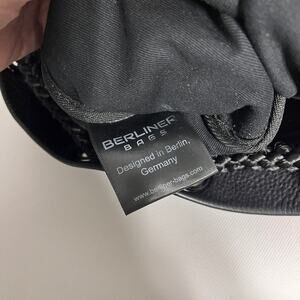 BERLINER
BAGS
Designed in Berlin,
Germany
www.berliner-bags.com